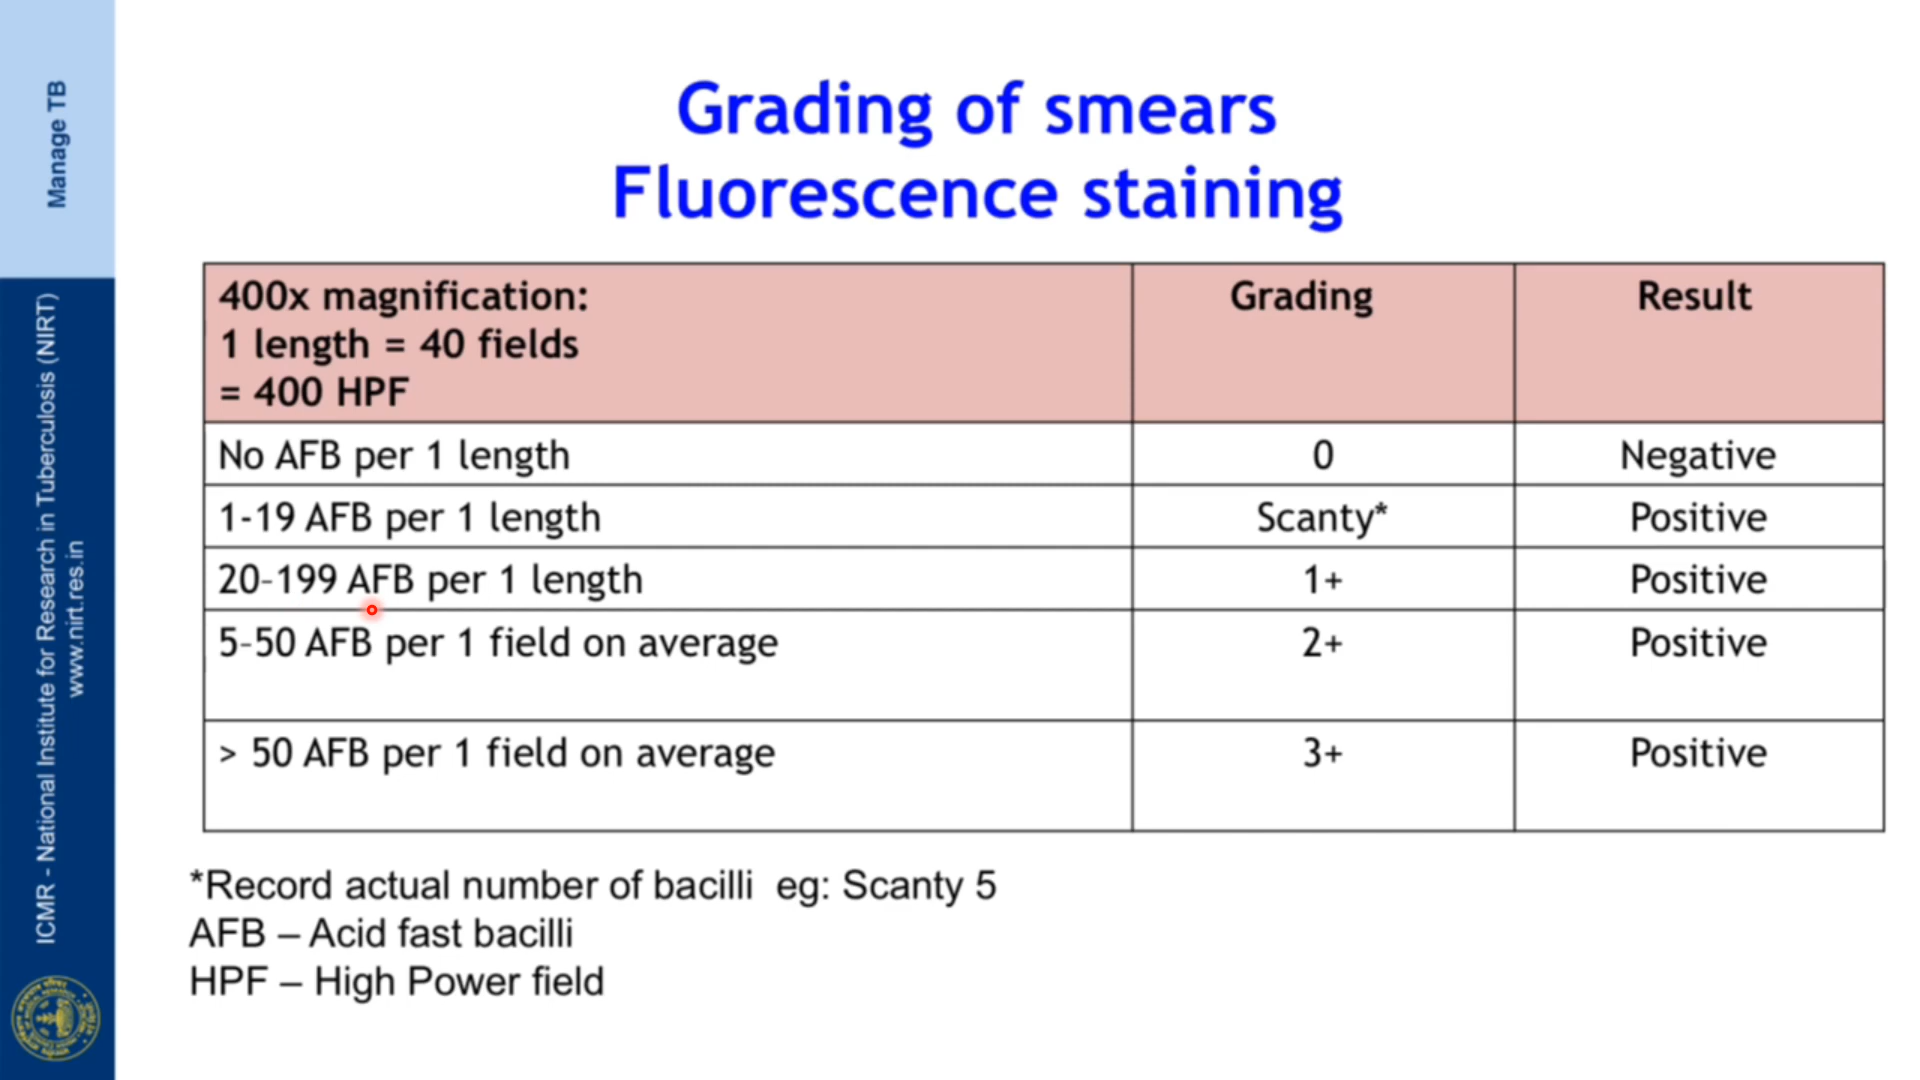 Manage TB
ICMR - National Institute for Research in Tuberculosis (NIRT)
www.nirt.res.in
Grading of smears
Fluorescence staining
400x magnification:
1 length = 40 fields
= 400 HPF
Grading
Result
No AFB per 1 length
0
Negative
1-19 AFB per 1 length
Scanty*
Positive
20–199 AFB per 1 length
1+
Positive
5–50 AFB per 1 field on average
2+
Positive
> 50 AFB per 1 field on average
3+
Positive
*Record actual number of bacilli eg: Scanty 5
AFB – Acid fast bacilli
HPF – High Power field